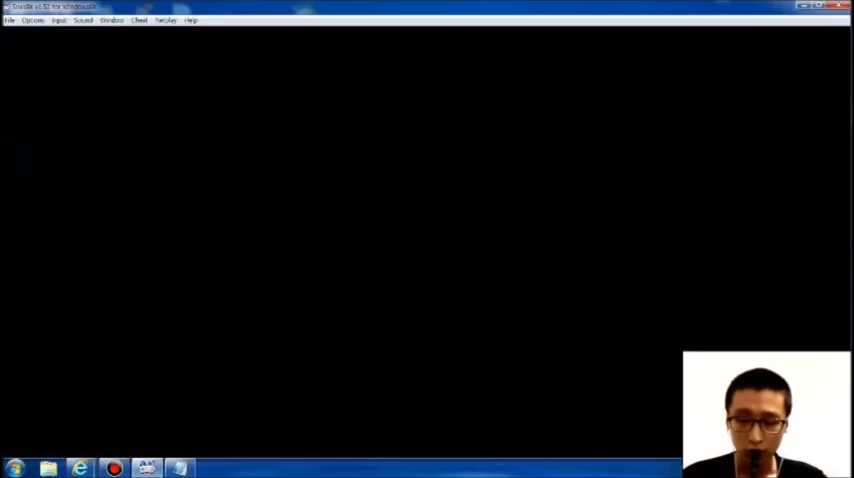 Snes9X v1.52 for Windows
File Options Input Sound Window Cheat Netplay Help